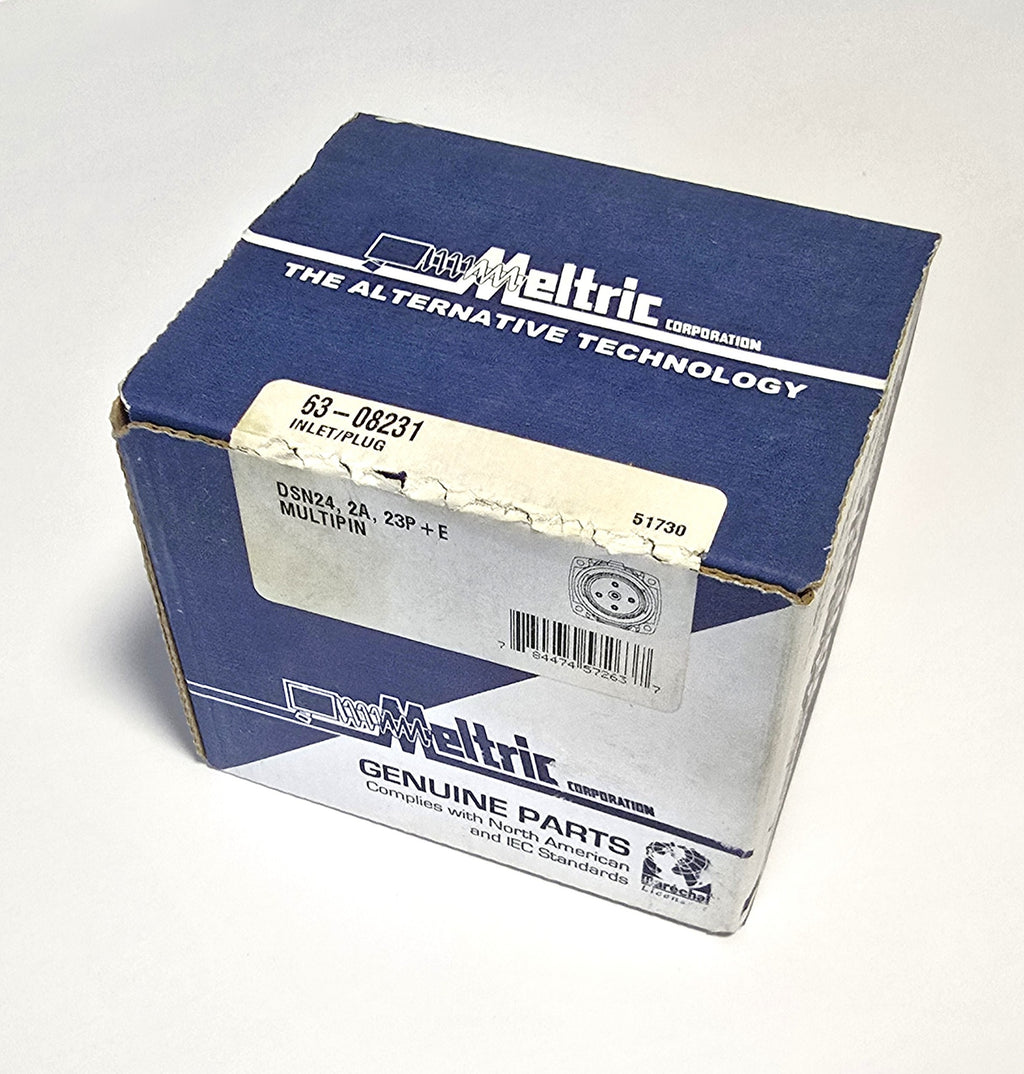 Meltric CORPORATION
THE ALTERNATIVE TECHNOLOGY
63-08231
INLET/PLUG
DSN24, 2A, 23P + E
MULTIPIN
51730
7 84474 57263 7
Meltric CORPORATION
GENUINE PARTS
Complies with North American
and IEC Standards
Maréchal